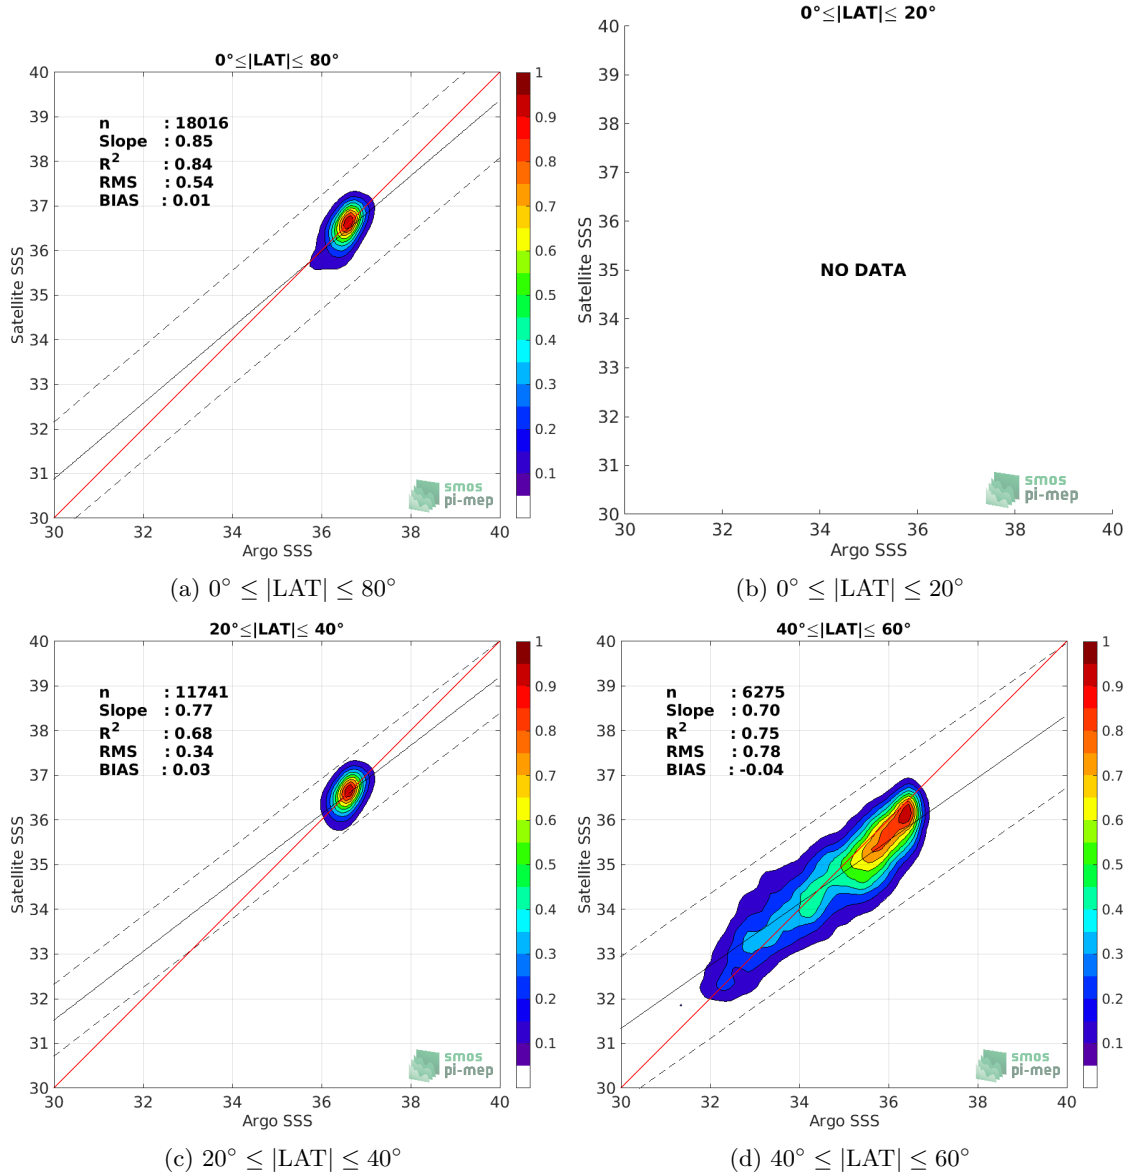 0°≤|LAT|≤ 80°
40
39
38
37
36
35
34
33
32
31
30
Satellite SSS
n : 18016
Slope : 0.85
R² : 0.84
RMS : 0.54
BIAS : 0.01
30 32 34 36 38 40
Argo SSS
1
0.9
0.8
0.7
0.6
0.5
0.4
0.3
0.2
0.1
smos
pi-mep
(a) 0° ≤ |LAT| ≤ 80°
0°≤|LAT|≤ 20°
40
39
38
37
36
35
34
33
32
31
30
Satellite SSS
NO DATA
30 32 34 36 38 40
Argo SSS
smos
pi-mep
(b) 0° ≤ |LAT| ≤ 20°
20°≤|LAT|≤ 40°
40
39
38
37
36
35
34
33
32
31
30
Satellite SSS
n : 11741
Slope : 0.77
R² : 0.68
RMS : 0.34
BIAS : 0.03
30 32 34 36 38 40
Argo SSS
1
0.9
0.8
0.7
0.6
0.5
0.4
0.3
0.2
0.1
smos
pi-mep
(c) 20° ≤ |LAT| ≤ 40°
40°≤|LAT|≤ 60°
40
39
38
37
36
35
34
33
32
31
30
Satellite SSS
n : 6275
Slope : 0.70
R² : 0.75
RMS : 0.78
BIAS : -0.04
30 32 34 36 38 40
Argo SSS
1
0.9
0.8
0.7
0.6
0.5
0.4
0.3
0.2
0.1
smos
pi-mep
(d) 40° ≤ |LAT| ≤ 60°